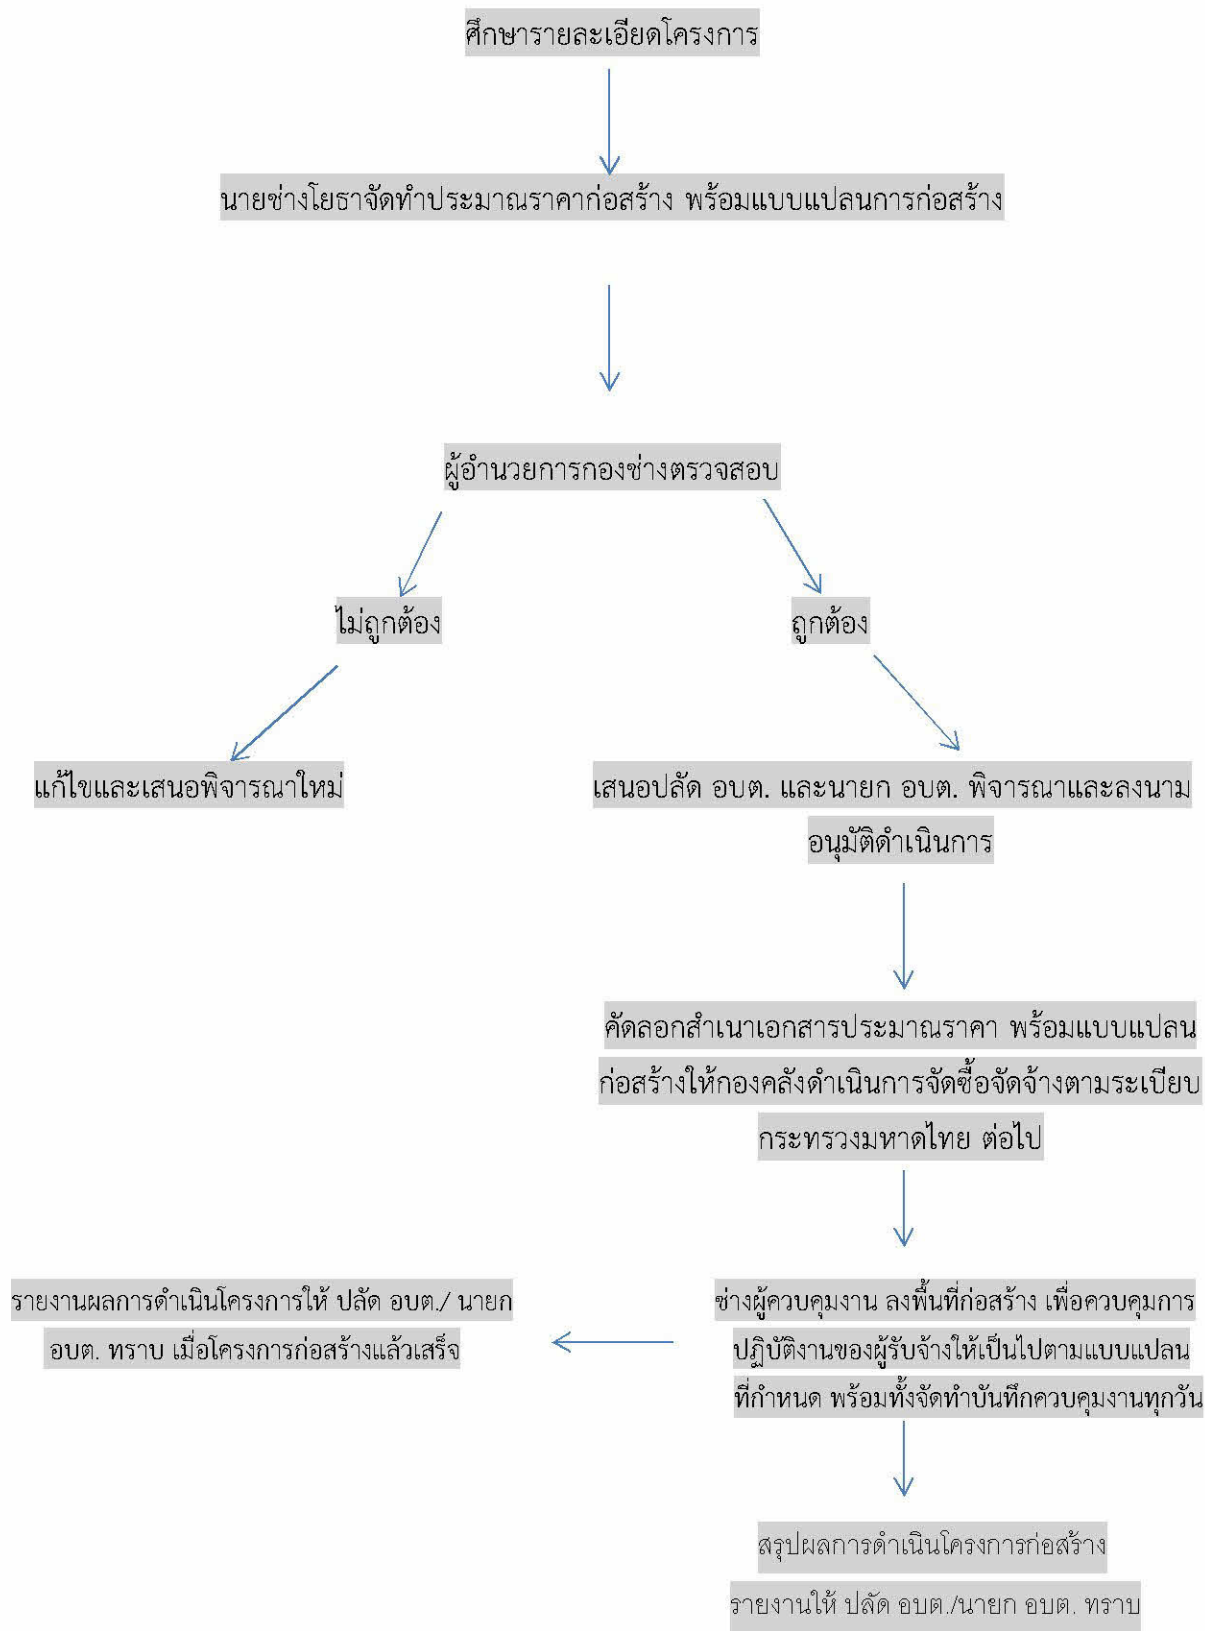 ศึกษารายละเอียดโครงการ
นายช่างโยธาจัดทำประมาณราคาก่อสร้าง พร้อมแบบแปลนการก่อสร้าง
ผู้อำนวยการกองช่างตรวจสอบ
ไม่ถูกต้อง
ถูกต้อง
แก้ไขและเสนอพิจารณาใหม่
เสนอปลัด อบต. และนายก อบต. พิจารณาและลงนาม
อนุมัติดำเนินการ
คัดลอกสำเนาเอกสารประมาณราคา พร้อมแบบแปลน
ก่อสร้างให้กองคลังดำเนินการจัดซื้อจัดจ้างตามระเบียบ
กระทรวงมหาดไทย ต่อไป
รายงานผลการดำเนินโครงการให้ ปลัด อบต./ นายก
อบต. ทราบ เมื่อโครงการก่อสร้างแล้วเสร็จ
ช่างผู้ควบคุมงาน ลงพื้นที่ก่อสร้าง เพื่อควบคุมการ
ปฏิบัติงานของผู้รับจ้างให้เป็นไปตามแบบแปลน
ที่กำหนด พร้อมทั้งจัดทำบันทึกควบคุมงานทุกวัน
สรุปผลการดำเนินโครงการก่อสร้าง
รายงานให้ ปลัด อบต./นายก อบต. ทราบ